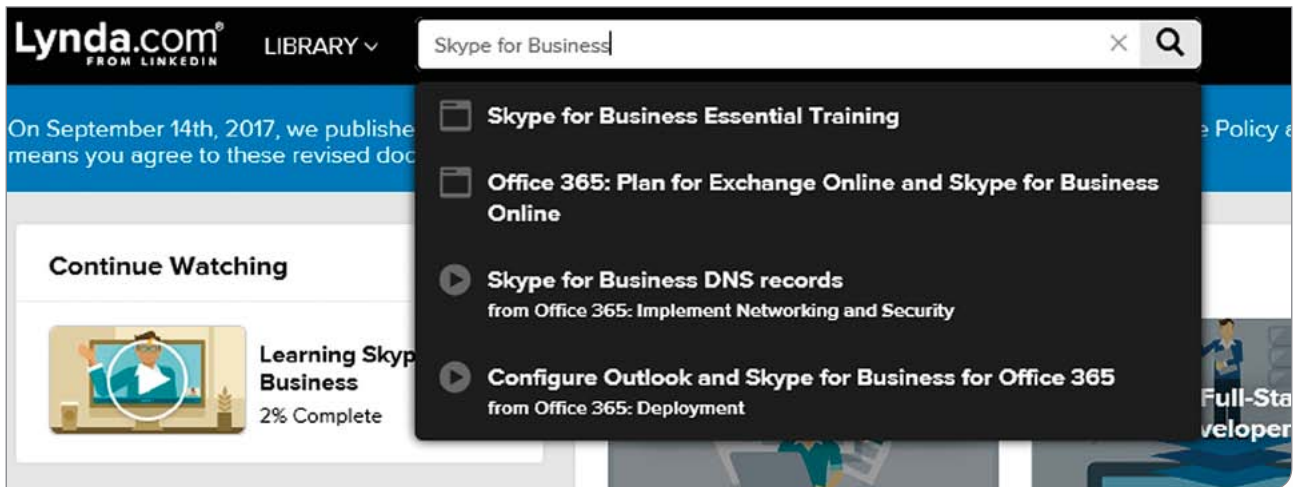 Lynda.com®
FROM LINKEDIN
LIBRARY
Skype for Business
Skype for Business Essential Training
Office 365: Plan for Exchange Online and Skype for Business
Online
Skype for Business DNS records
from Office 365: Implement Networking and Security
Configure Outlook and Skype for Business for Office 365
from Office 365: Deployment
On September 14th, 2017, we publishe
Policy
means you agree to these revised doc
Continue Watching
Learning Skyp
Business
2% Complete
Full-Sta
veloper